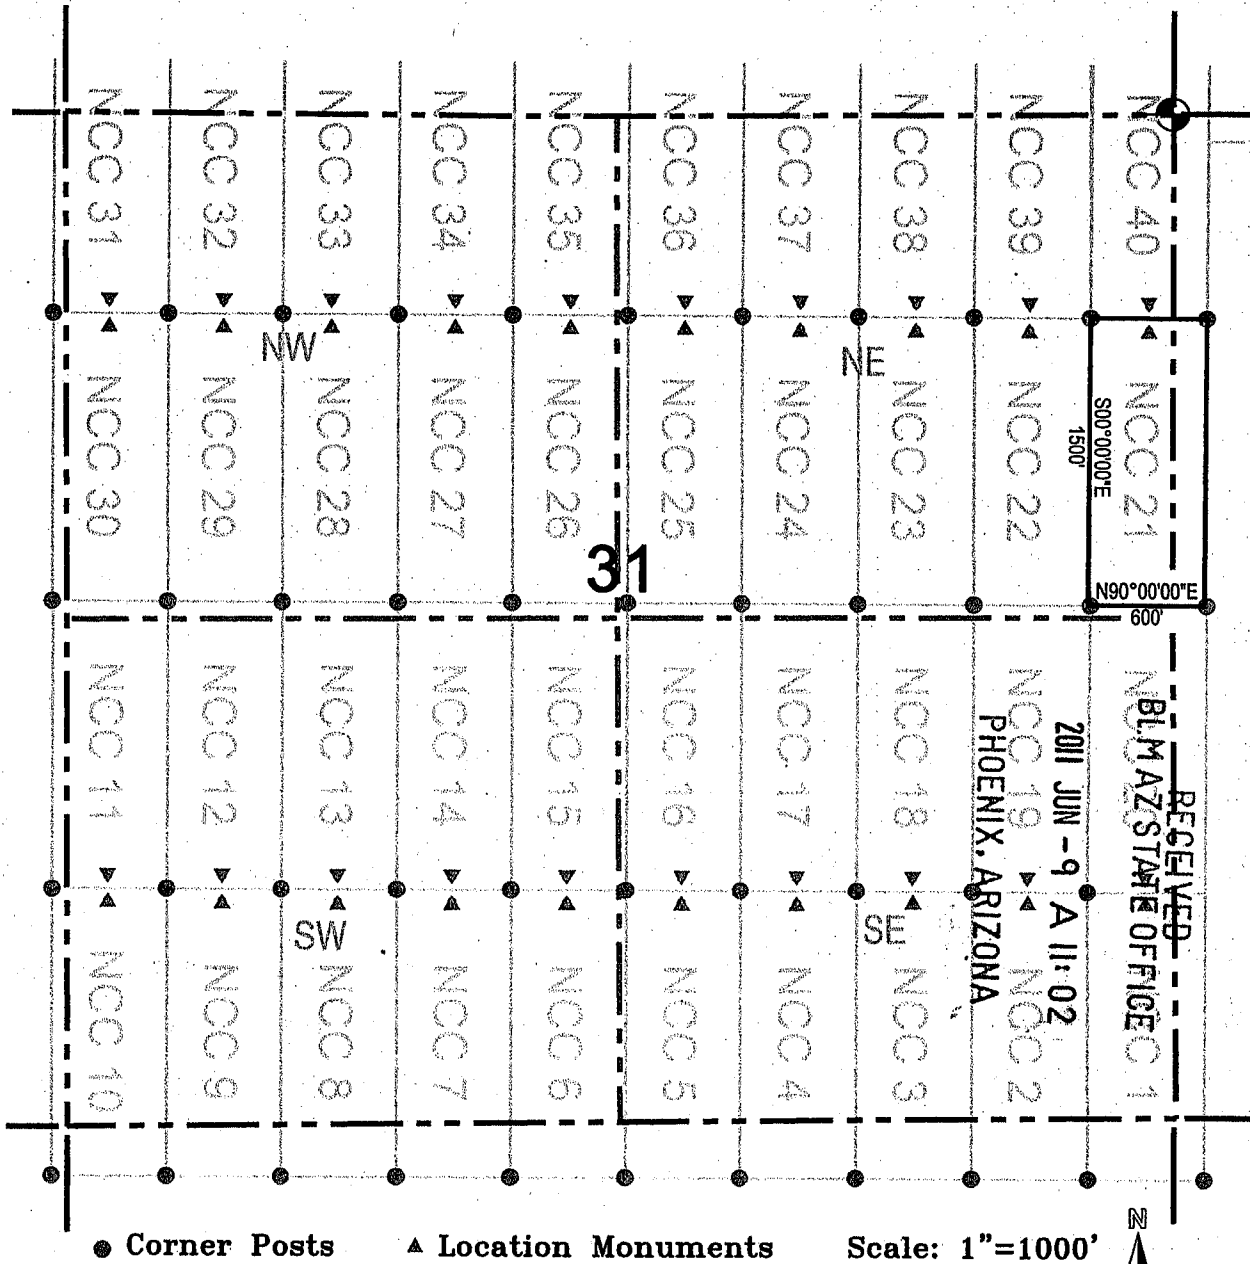 NCC 31
NCC 32
NCC 33
NCC 34
NCC 35
NCC 36
NCC 37
NCC 38
NCC 39
NCC 40
NW
NE
NCC 30
NCC 29
NCC 28
NCC 27
NCC 26
NCC 25
NCC 24
NCC 23
NCC 22
S00°00'00"E
1500'
NCC 21
31
N90°00'00"E
600'
NCC 11
NCC 12
NCC 13
NCC 14
NCC 15
NCC 16
NCC 17
NCC 18
NCC 19
RECEIVED
BLM AZ STATE OFFICE
2011 JUN -9 A 11:02
PHOENIX, ARIZONA
SW
SE
NCC 10
NCC 9
NCC 8
NCC 7
NCC 6
NCC 5
NCC 4
NCC 3
NCC 2
1
Corner Posts
Location Monuments
Scale: 1"=1000'
N